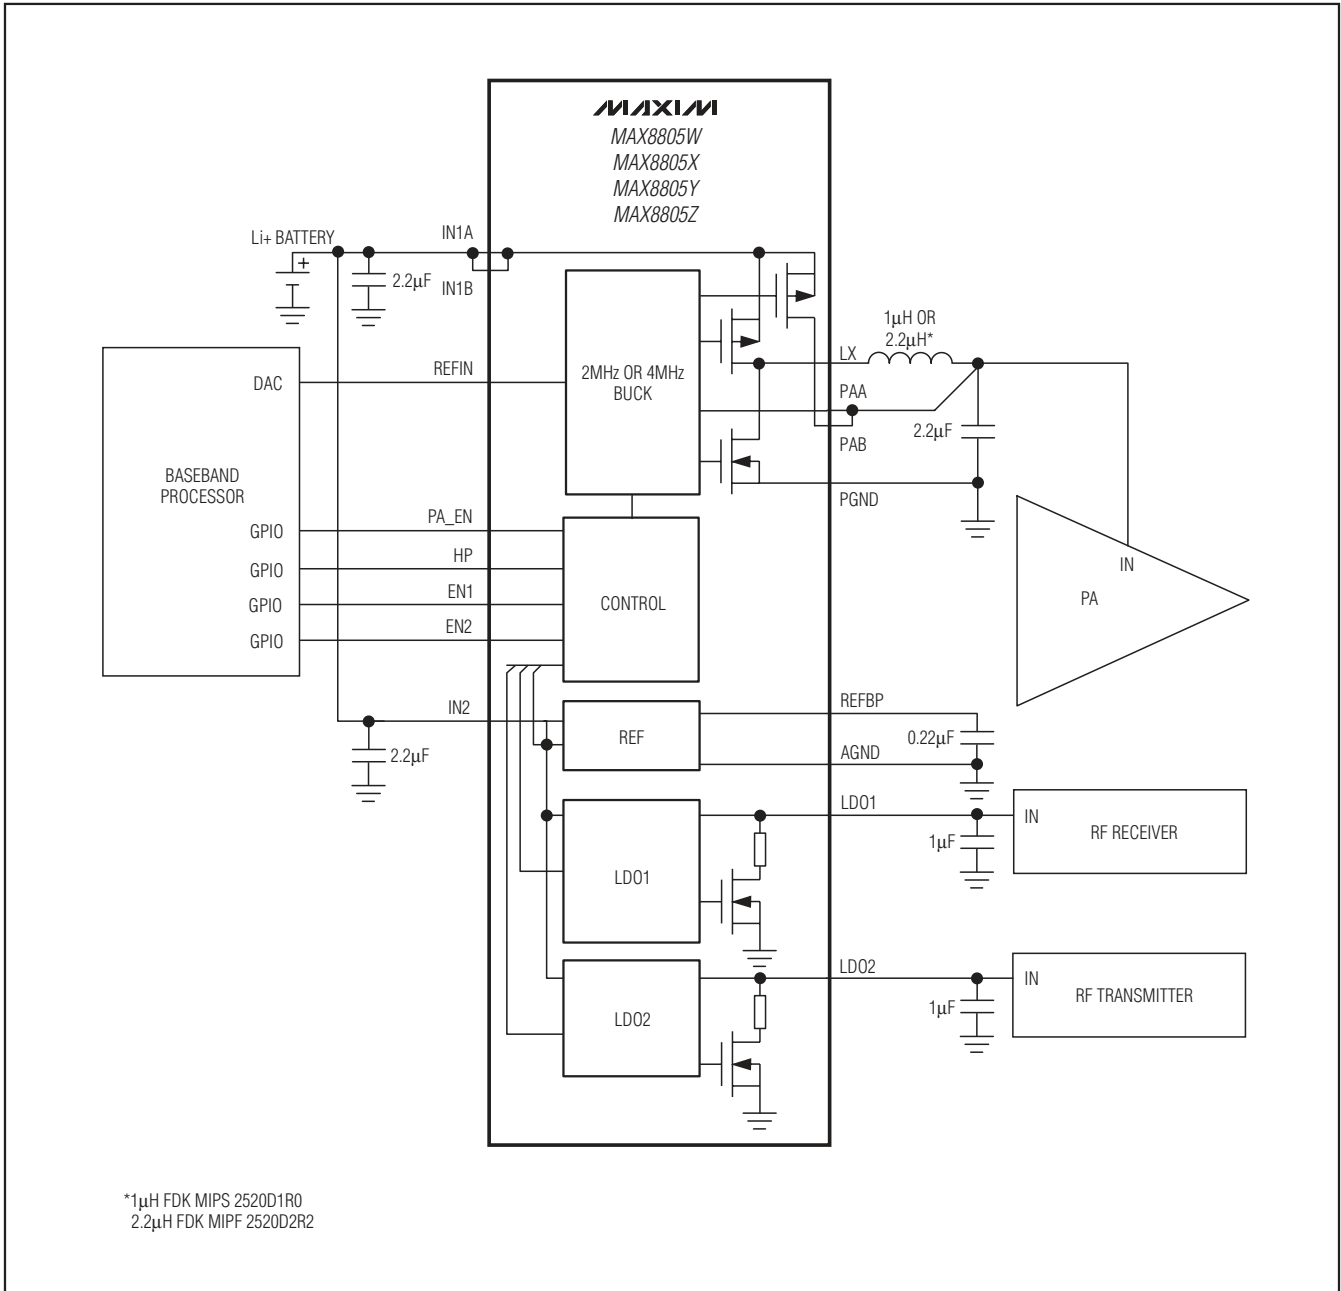 MAXIM
MAX8805W
MAX8805X
MAX8805Y
MAX8805Z
Li+ BATTERY
+
2.2μF
IN1A
IN1B
DAC
REFIN
2MHz OR 4MHz
BUCK
LX
1μH OR
2.2μH*
PAA
PAB
2.2μF
PGND
BASEBAND
PROCESSOR
GPIO
PA_EN
GPIO
HP
GPIO
EN1
GPIO
EN2
CONTROL
IN
PA
IN2
2.2μF
REF
REFBP
0.22μF
AGND
LDO1
LDO1
1μF
IN
RF RECEIVER
LDO2
LDO2
1μF
IN
RF TRANSMITTER
*1μH FDK MIPS 2520D1R0
2.2μH FDK MIPF 2520D2R2